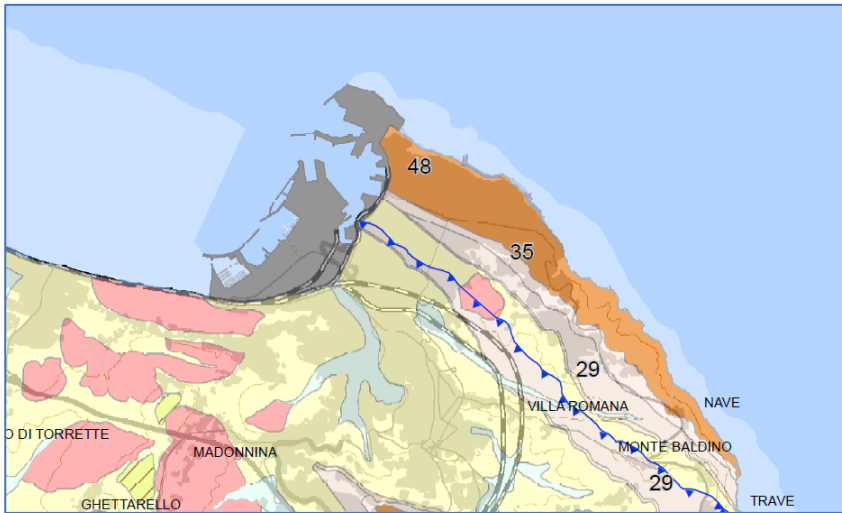 48
35
29
NAVE
VILLA ROMANA
O DI TORRETTE
MONTE BALDINO
MADONNINA
29
TRAVE
GHETTARELLO